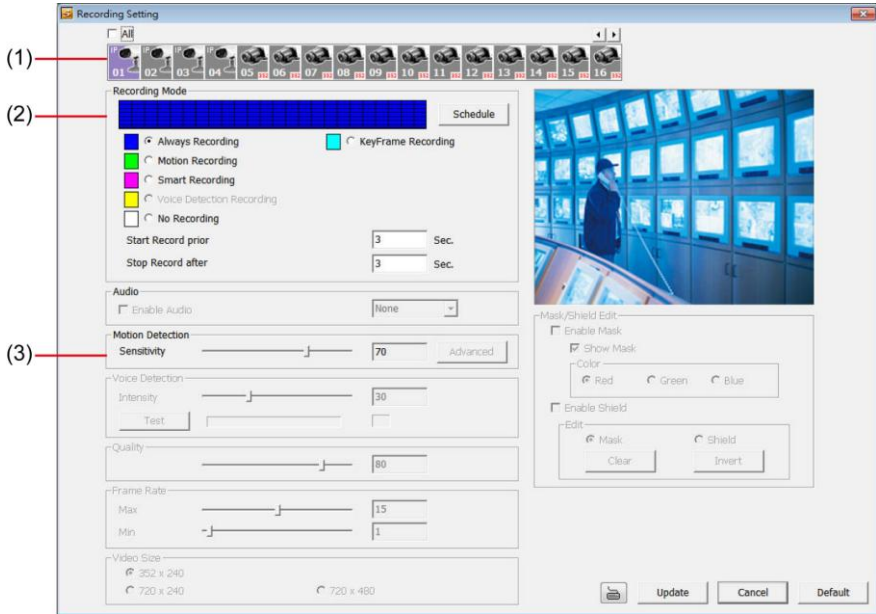 Recording Setting
All
(1)
IP 01 IP 02 IP 03 IP 04 05 06 07 08 09 10 11 12 13 14 15 16
Recording Mode
(2)
Schedule
Always Recording
KeyFrame Recording
Motion Recording
Smart Recording
Voice Detection Recording
No Recording
Start Record prior 3 Sec.
Stop Record after 3 Sec.
Audio
Enable Audio None
Motion Detection
(3)
Sensitivity 70 Advanced
Voice Detection
Intensity 30
Test
Quality
80
Frame Rate
Max 15
Min 1
Video Size
352 x 240
720 x 240 720 x 480
Mask/Shield Edit
Enable Mask
Show Mask
Color
Red Green Blue
Enable Shield
Edit
Mask Shield
Clear Invert
Update Cancel Default